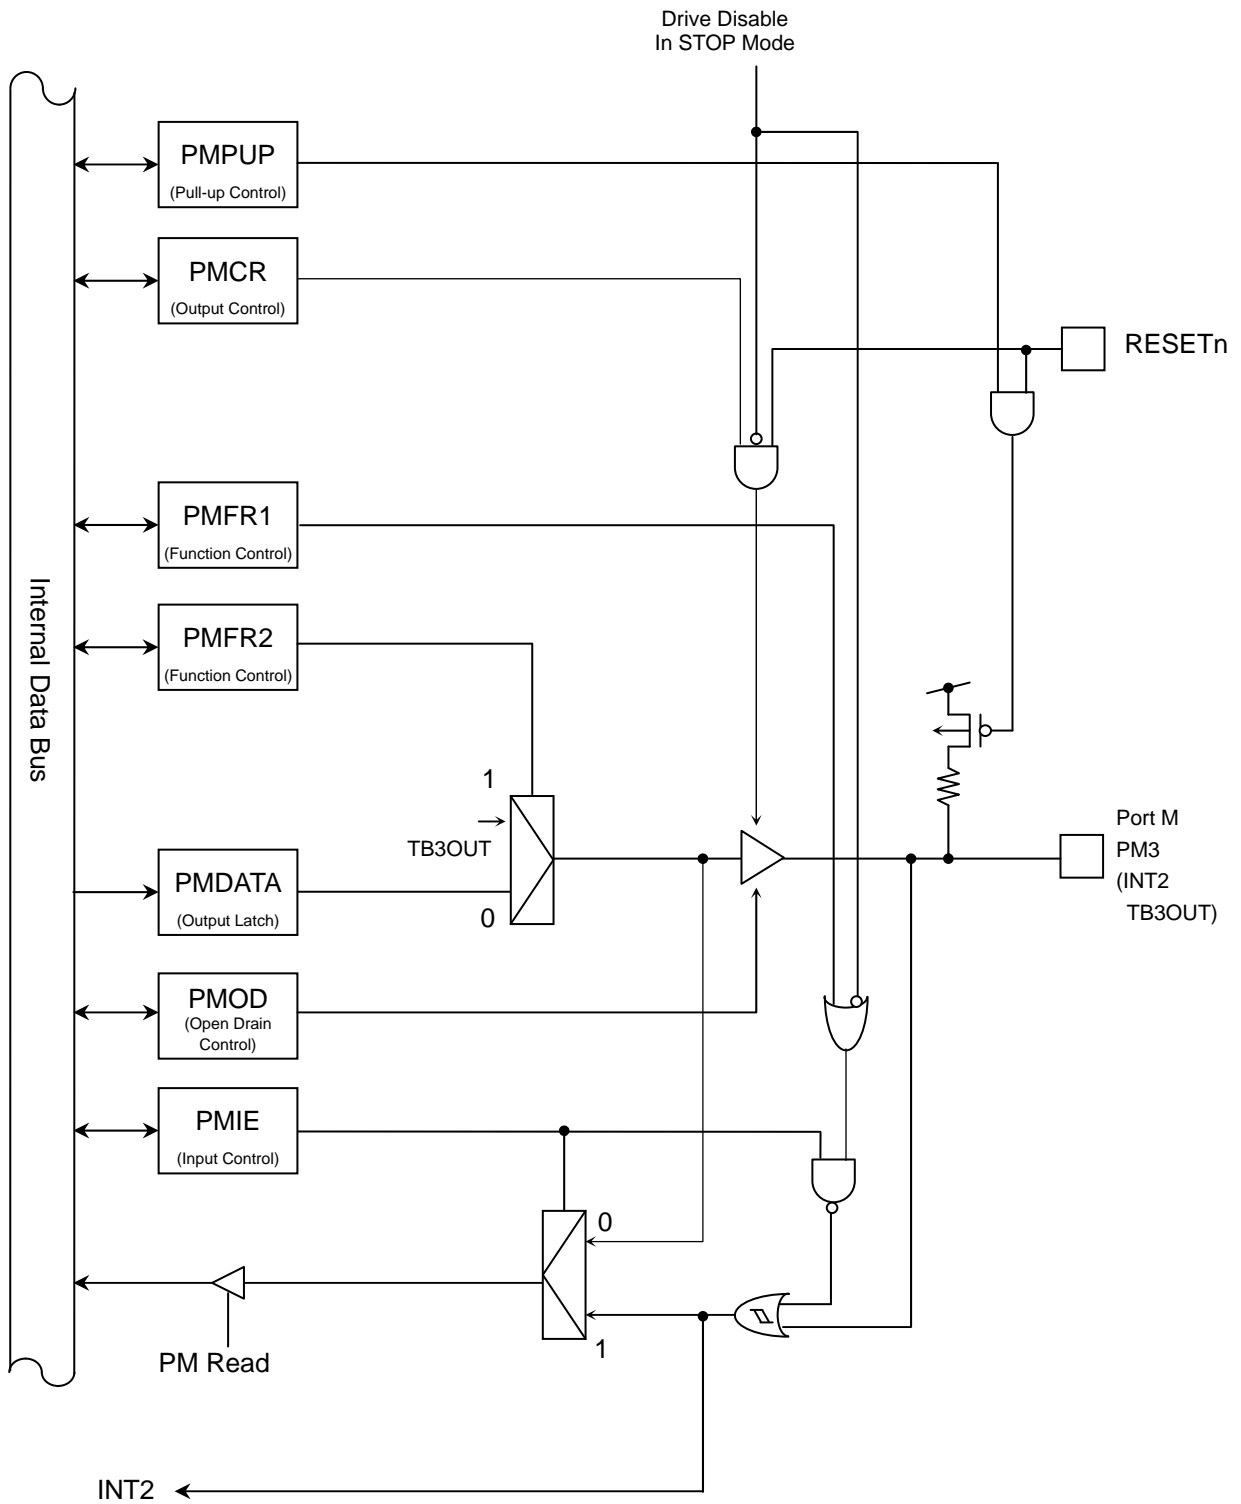 Drive Disable
In STOP Mode
PMPUP
(Pull-up Control)
PMCR
(Output Control)
RESETn
PMFR1
(Function Control)
Internal Data Bus
PMFR2
(Function Control)
1
TB3OUT
PMDATA
(Output Latch)
0
Port M
PM3
(INT2
TB3OUT)
PMOD
(Open Drain
Control)
PMIE
(Input Control)
0
1
PM Read
INT2